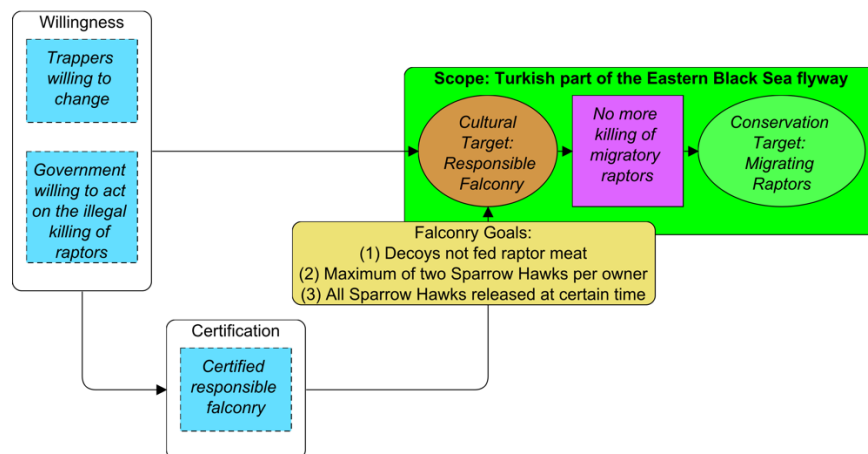 Willingness
Trappers
willing to
change
Government
willing to act
on the illegal
killing of
raptors
Scope: Turkish part of the Eastern Black Sea flyway
Cultural
Target:
Responsible
Falconry
No more
killing of
migratory
raptors
Conservation
Target:
Migrating
Raptors
Falconry Goals:
(1) Decoys not fed raptor meat
(2) Maximum of two Sparrow Hawks per owner
(3) All Sparrow Hawks released at certain time
Certification
Certified
responsible
falconry